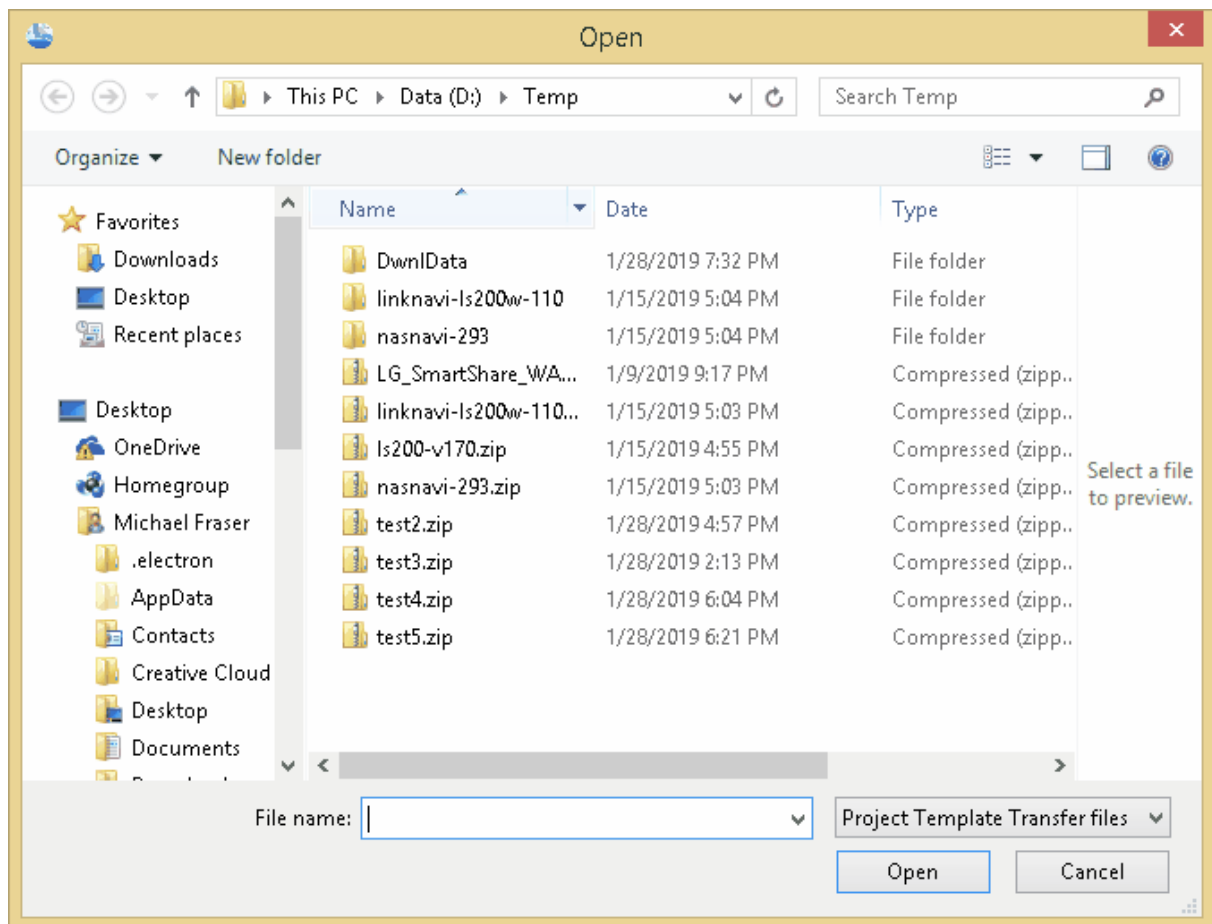 Open
This PC Data (D:) Temp Search Temp
Organize New folder
Name Date Type
Favorites
Downloads
Desktop
Recent places
Desktop
OneDrive
Homegroup
Michael Fraser
.electron
AppData
Contacts
Creative Cloud
Desktop
Documents
DwnlData 1/28/2019 7:32 PM File folder
linknavi-ls200w-110 1/15/2019 5:04 PM File folder
nasnavi-293 1/15/2019 5:04 PM File folder
LG_SmartShare_WA... 1/9/2019 9:17 PM Compressed (zipp..
linknavi-ls200w-110... 1/15/2019 5:03 PM Compressed (zipp..
ls200-v170.zip 1/15/2019 4:55 PM Compressed (zipp..
nasnavi-293.zip 1/15/2019 5:03 PM Compressed (zipp..
test2.zip 1/28/2019 4:57 PM Compressed (zipp..
test3.zip 1/28/2019 2:13 PM Compressed (zipp..
test4.zip 1/28/2019 6:04 PM Compressed (zipp..
test5.zip 1/28/2019 6:21 PM Compressed (zipp..
Select a file
to preview.
File name: Project Template Transfer files
Open Cancel